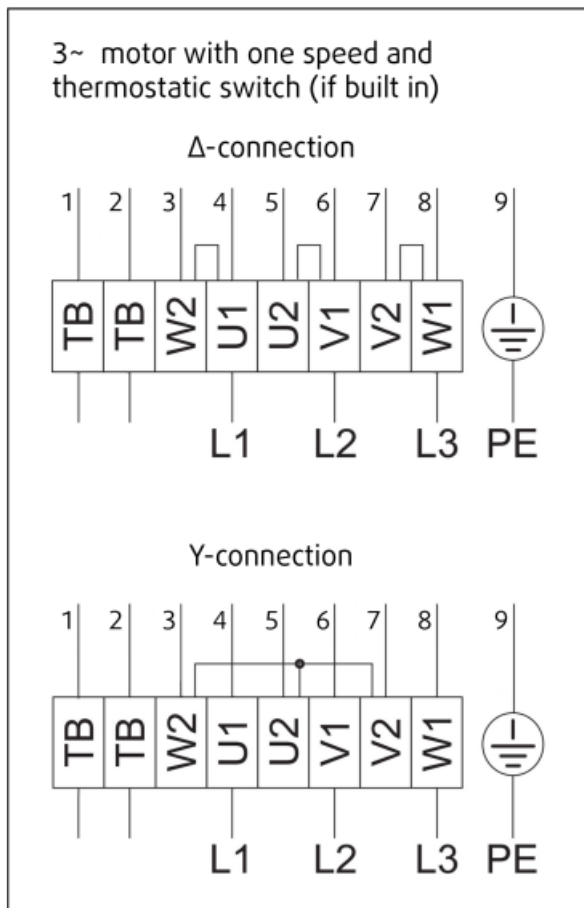 3~ motor with one speed and
thermostatic switch (if built in)
Δ-connection
1 2 3 4 5 6 7 8 9
TB TB W2 U1 U2 V1 V2 W1
L1 L2 L3 PE
Y-connection
1 2 3 4 5 6 7 8 9
TB TB W2 U1 U2 V1 V2 W1
L1 L2 L3 PE